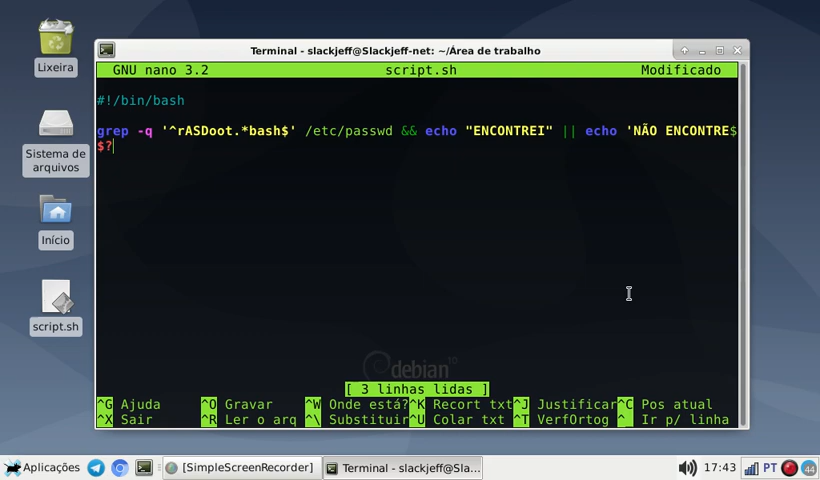 Lixeira
Sistema de
arquivos
Início
script.sh
Terminal - slackjeff@Slackjeff-net: ~/Área de trabalho
GNU nano 3.2 script.sh Modificado
#!/bin/bash
grep -q '^rASDoot.*bash$' /etc/passwd && echo "ENCONTREI" || echo 'NÃO ENCONTRE$
$?
debian 10
[ 3 linhas lidas ]
^G Ajuda ^O Gravar ^W Onde está? ^K Recort txt ^J Justificar ^C Pos atual
^X Sair ^R Ler o arq ^\ Substituir ^U Colar txt ^T VerfOrtog ^_ Ir p/ linha
Aplicações [SimpleScreenRecorder] Terminal - slackjeff@Sla... 17:43 PT 44